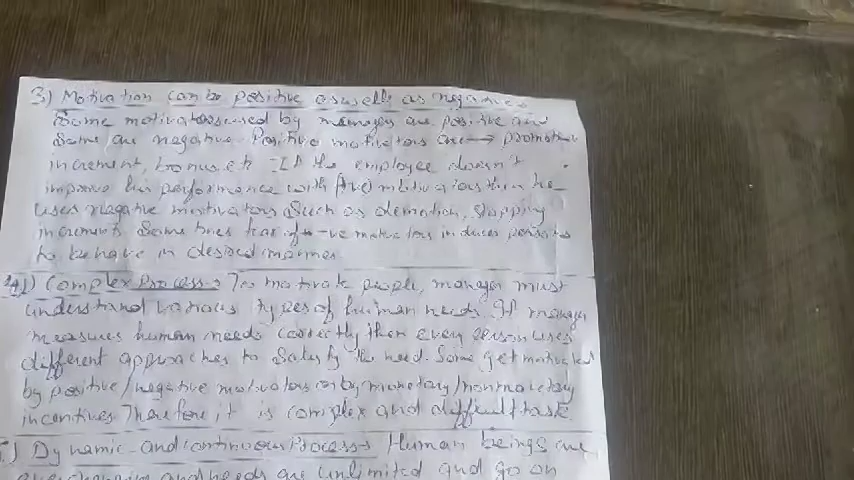 3) Motivation can be positive aswell as negative
Some motivators used by managers are positive and
Some are negative Positive motivators are → promotion
increment, bonus etc If the employee doesn't
improve his performance with (+ve) motivators then he
uses negative motivators Such as demotion, Stopping
increments Sometimes fear of -ve motivators induces persons
to behave in desired manner
4) Complex Process → To motivate people, manager must
understand various types of human needs. If manager
measures human needs correctly then every person uses
different approaches to Satisfy the need. Some get motivated
by positive/negative motivators or by monetary/nonmonetary
incentives Therefore it is complex and difficult task
) Dynamic and continuous Process → Human beings are
and needs are unlimited and go on